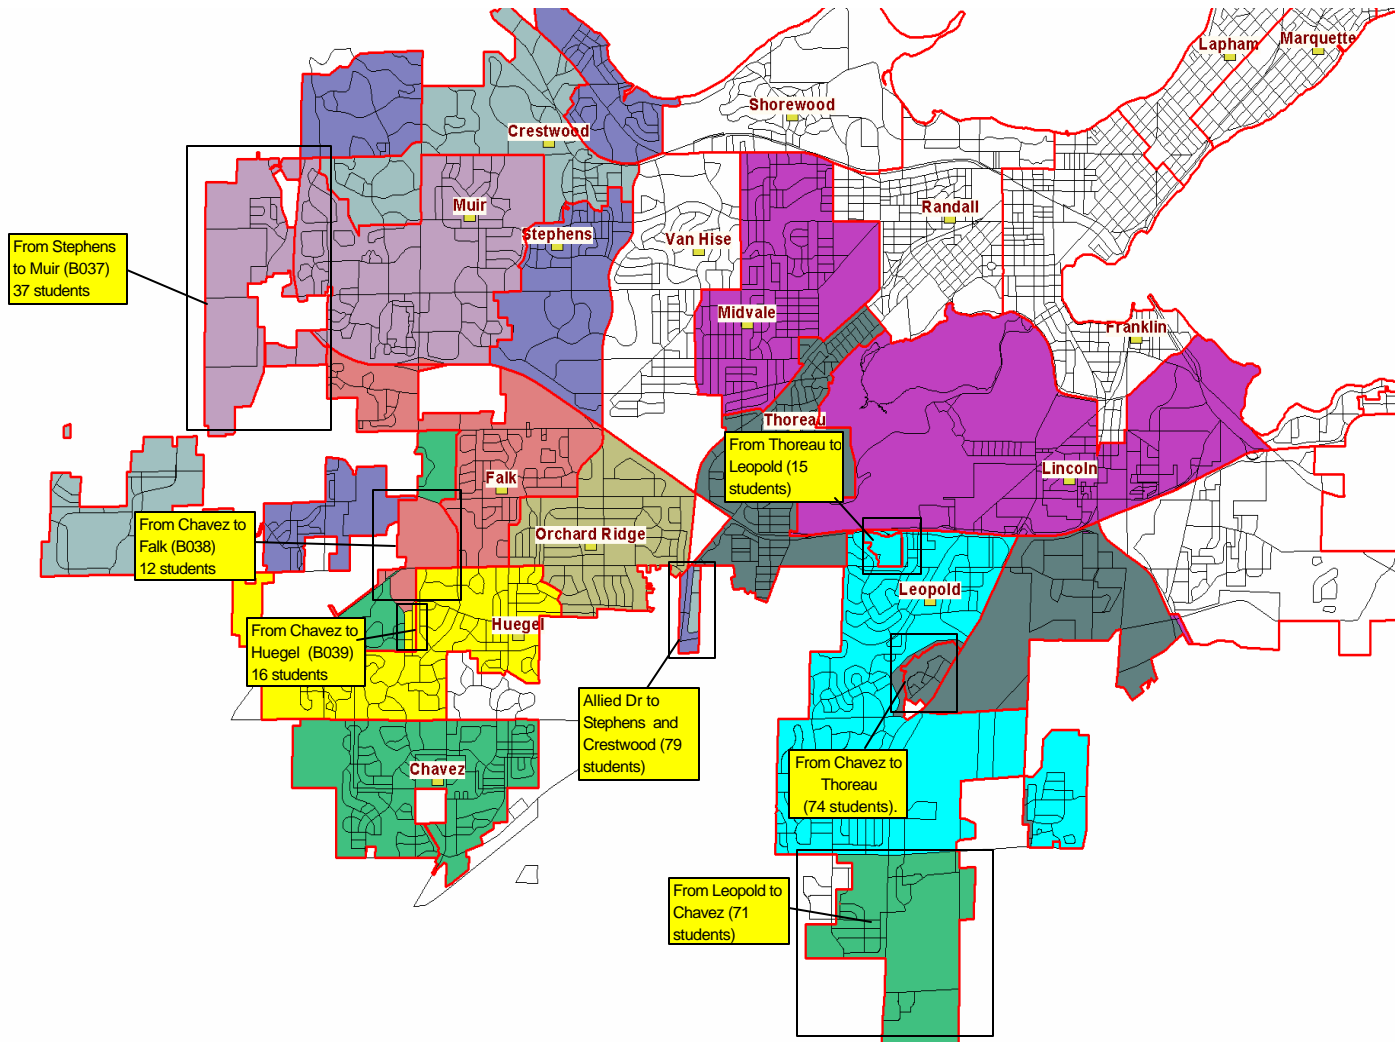 Lapham
Marquette
Shorewood
Crestwood
Muir
Randall
Stephens
Van Hise
From Stephens
to Muir (B037)
37 students
Midvale
Franklin
Thoreau
From Thoreau to
Leopold (15
students)
Lincoln
Falk
From Chavez to
Falk (B038)
12 students
Orchard Ridge
Leopold
Huegel
From Chavez to
Huegel (B039)
16 students
Allied Dr to
Stephens and
Crestwood (79
students)
Chavez
From Chavez to
Thoreau
(74 students).
From Leopold to
Chavez (71
students)